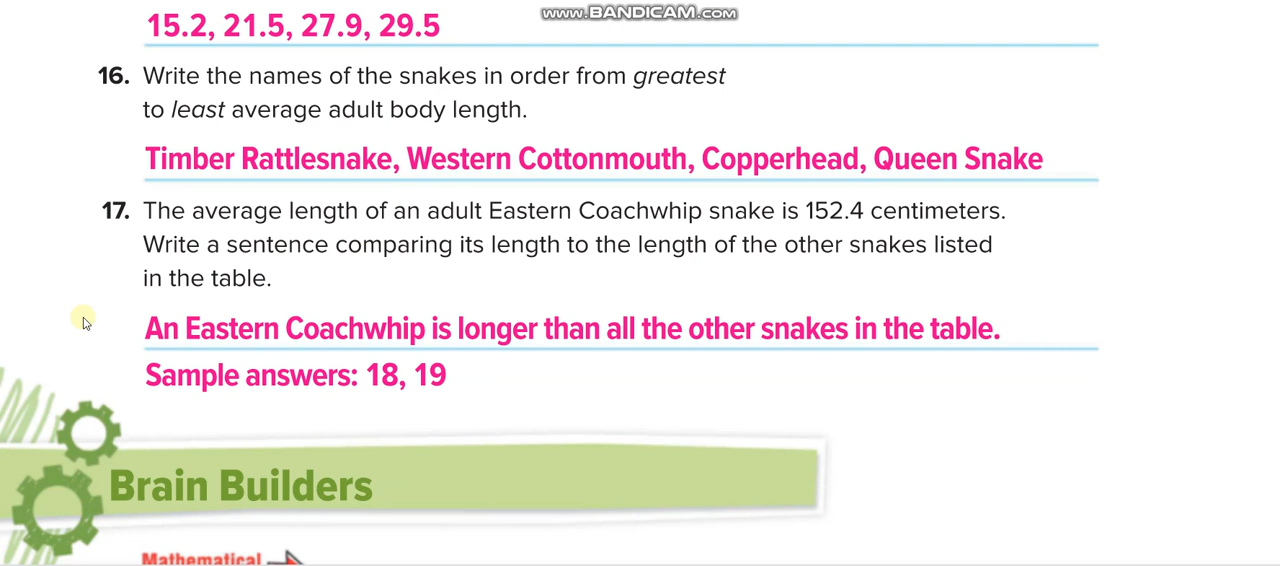 www.BANDICAM.com
15.2, 21.5, 27.9, 29.5
16. Write the names of the snakes in order from greatest
to least average adult body length.
Timber Rattlesnake, Western Cottonmouth, Copperhead, Queen Snake
17. The average length of an adult Eastern Coachwhip snake is 152.4 centimeters.
Write a sentence comparing its length to the length of the other snakes listed
in the table.
An Eastern Coachwhip is longer than all the other snakes in the table.
Sample answers: 18, 19
Brain Builders
Mathematical